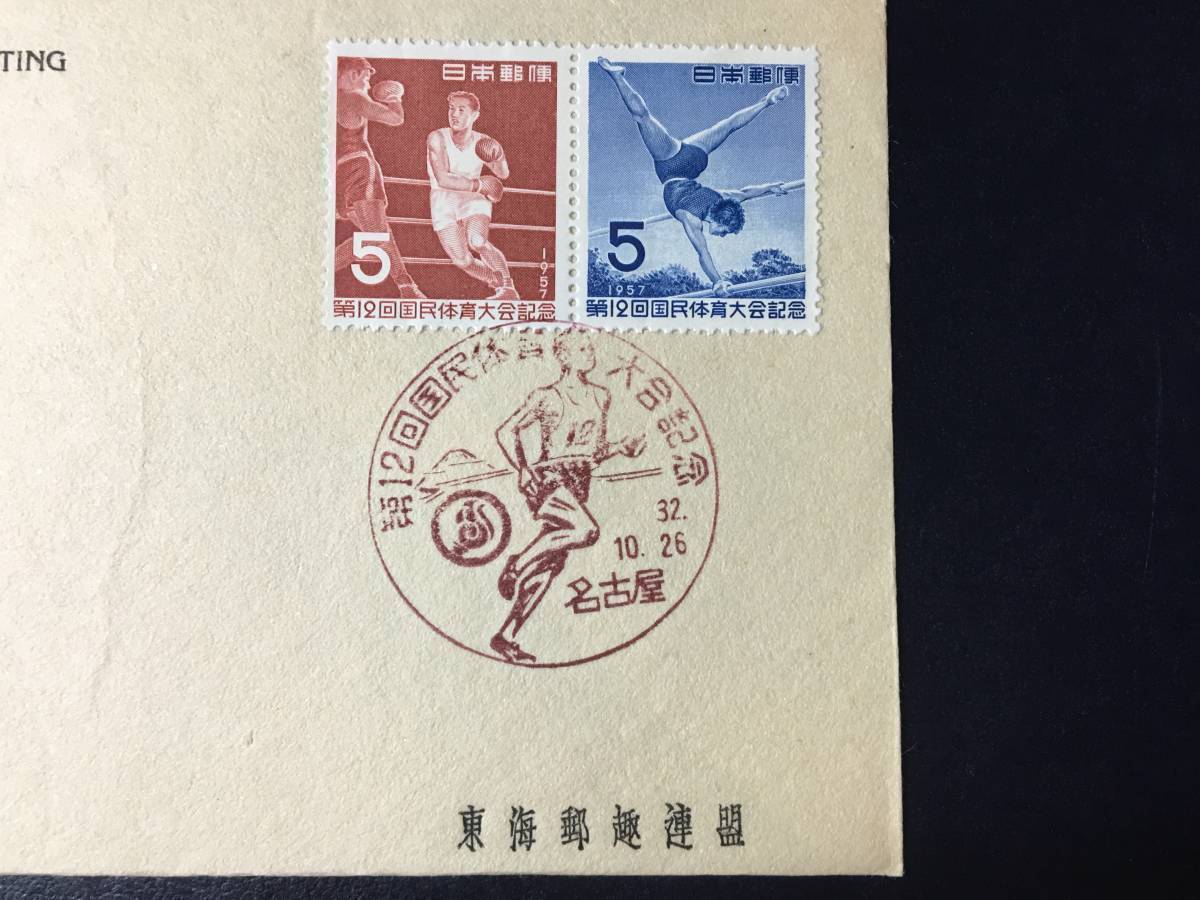 TING
日本郵便
5
1957
第12回国民体育大会記念
日本郵便
5
1957
第12回国民体育大会記念
第12回国民体育大会記念
12
32.
10.26
名古屋
東海郵趣連盟